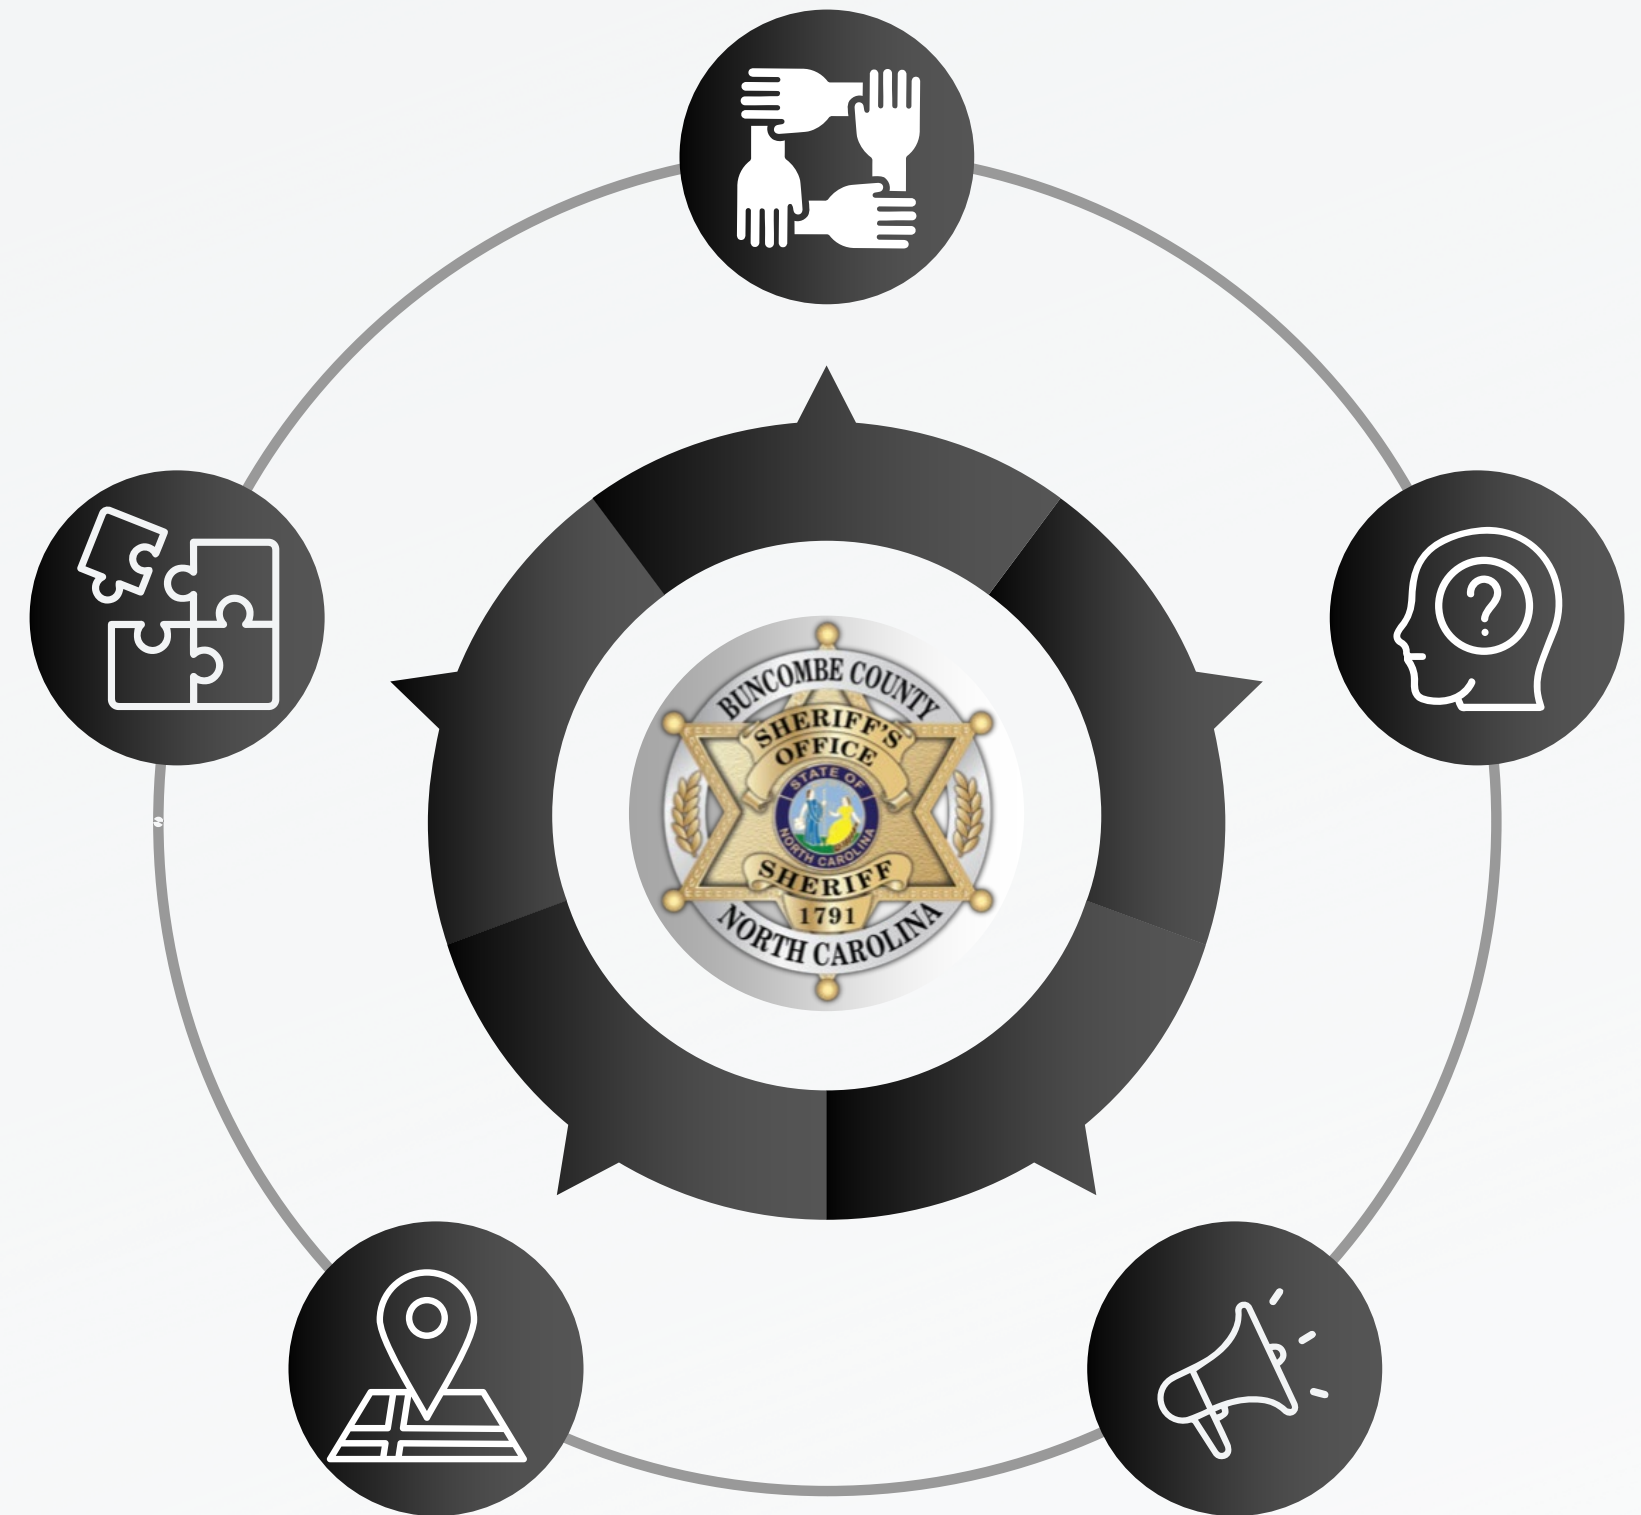 BUNCOMBE COUNTY
SHERIFF'S
OFFICE
STATE OF
NORTH CAROLINA
SHERIFF
1791
NORTH CAROLINA
?